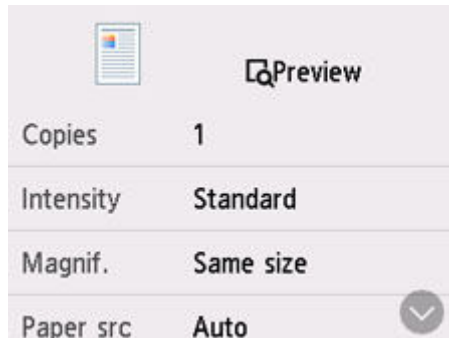 Preview
Copies 1
Intensity Standard
Magnif. Same size
Paper src Auto